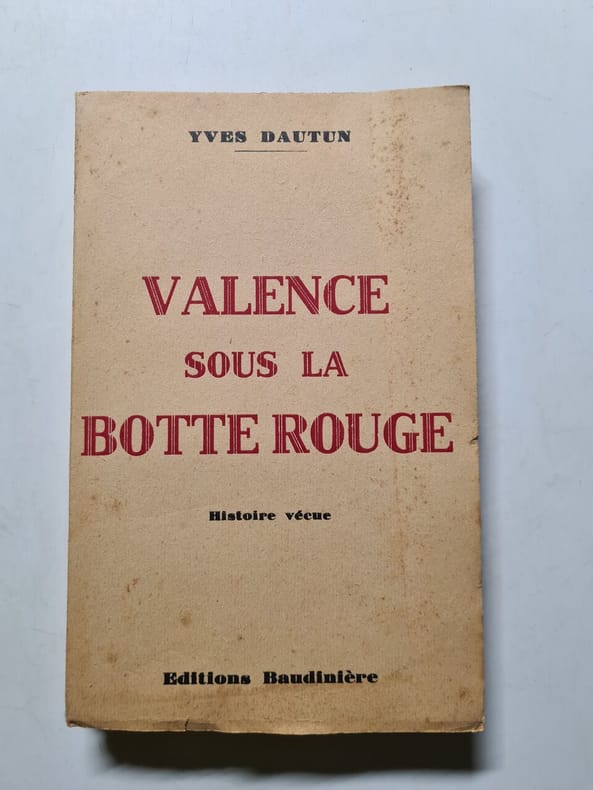 YVES DAUTUN
VALENCE
SOUS LA
BOTTE ROUGE
Histoire vécue
Editions Baudinière